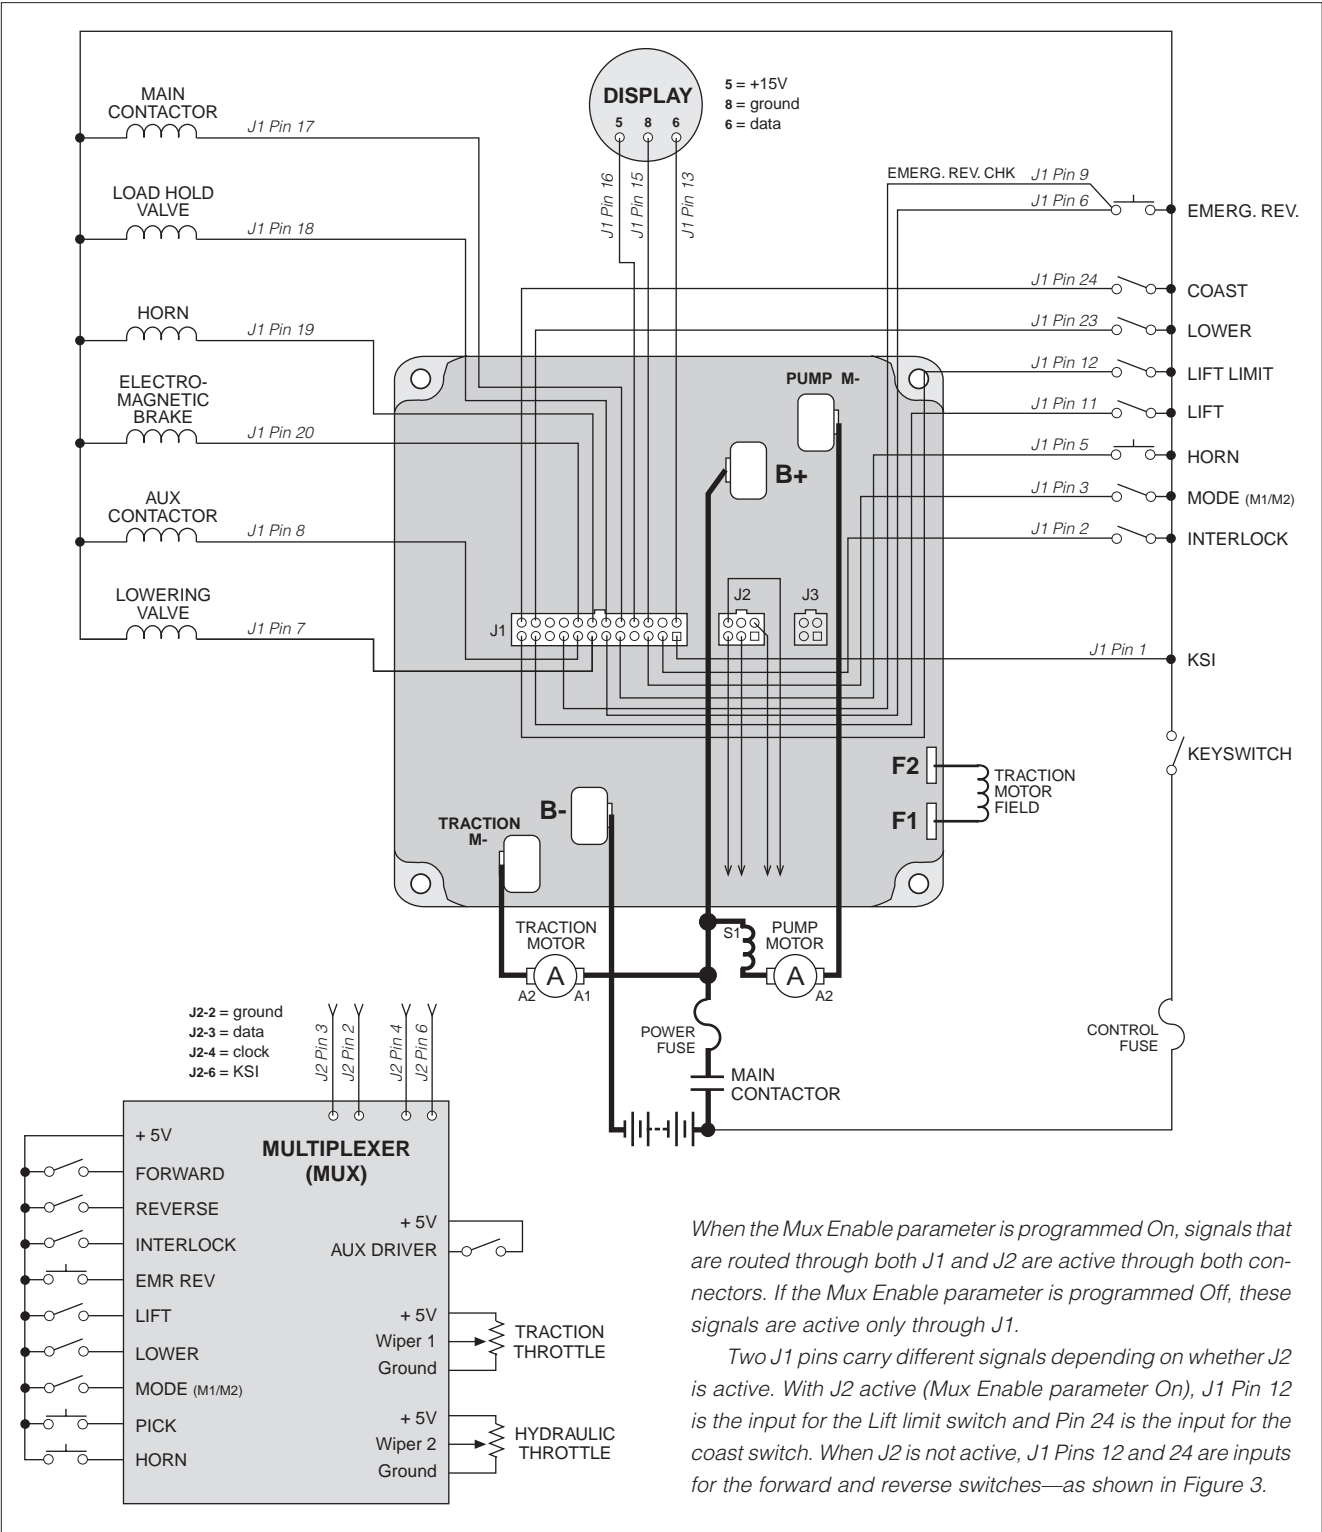 DISPLAY
5 8 6
5 = +15V
8 = ground
6 = data
J1 Pin 16
J1 Pin 15
J1 Pin 13
MAIN
CONTACTOR
J1 Pin 17
LOAD HOLD
VALVE
J1 Pin 18
HORN
J1 Pin 19
ELECTRO-
MAGNETIC
BRAKE
J1 Pin 20
AUX
CONTACTOR
J1 Pin 8
LOWERING
VALVE
J1 Pin 7
EMERG. REV. CHK
J1 Pin 9
J1 Pin 6
EMERG. REV.
J1 Pin 24
COAST
J1 Pin 23
LOWER
J1 Pin 12
LIFT LIMIT
J1 Pin 11
LIFT
J1 Pin 5
HORN
J1 Pin 3
MODE (M1/M2)
J1 Pin 2
INTERLOCK
J1 Pin 1
KSI
KEYSWITCH
PUMP M-
B+
J1
J2
J3
F2
F1
TRACTION
MOTOR
FIELD
B-
TRACTION
M-
TRACTION
MOTOR
A
A2
A1
S1
PUMP
MOTOR
A
A2
POWER
FUSE
MAIN
CONTACTOR
CONTROL
FUSE
J2-2 = ground
J2-3 = data
J2-4 = clock
J2-6 = KSI
J2 Pin 3
J2 Pin 2
J2 Pin 4
J2 Pin 6
MULTIPLEXER
(MUX)
+ 5V
FORWARD
REVERSE
INTERLOCK
EMR REV
LIFT
LOWER
MODE (M1/M2)
PICK
HORN
+ 5V
AUX DRIVER
+ 5V
Wiper 1
Ground
TRACTION
THROTTLE
+ 5V
Wiper 2
Ground
HYDRAULIC
THROTTLE
When the Mux Enable parameter is programmed On, signals that
are routed through both J1 and J2 are active through both con-
nectors. If the Mux Enable parameter is programmed Off, these
signals are active only through J1.
Two J1 pins carry different signals depending on whether J2
is active. With J2 active (Mux Enable parameter On), J1 Pin 12
is the input for the Lift limit switch and Pin 24 is the input for the
coast switch. When J2 is not active, J1 Pins 12 and 24 are inputs
for the forward and reverse switches—as shown in Figure 3.